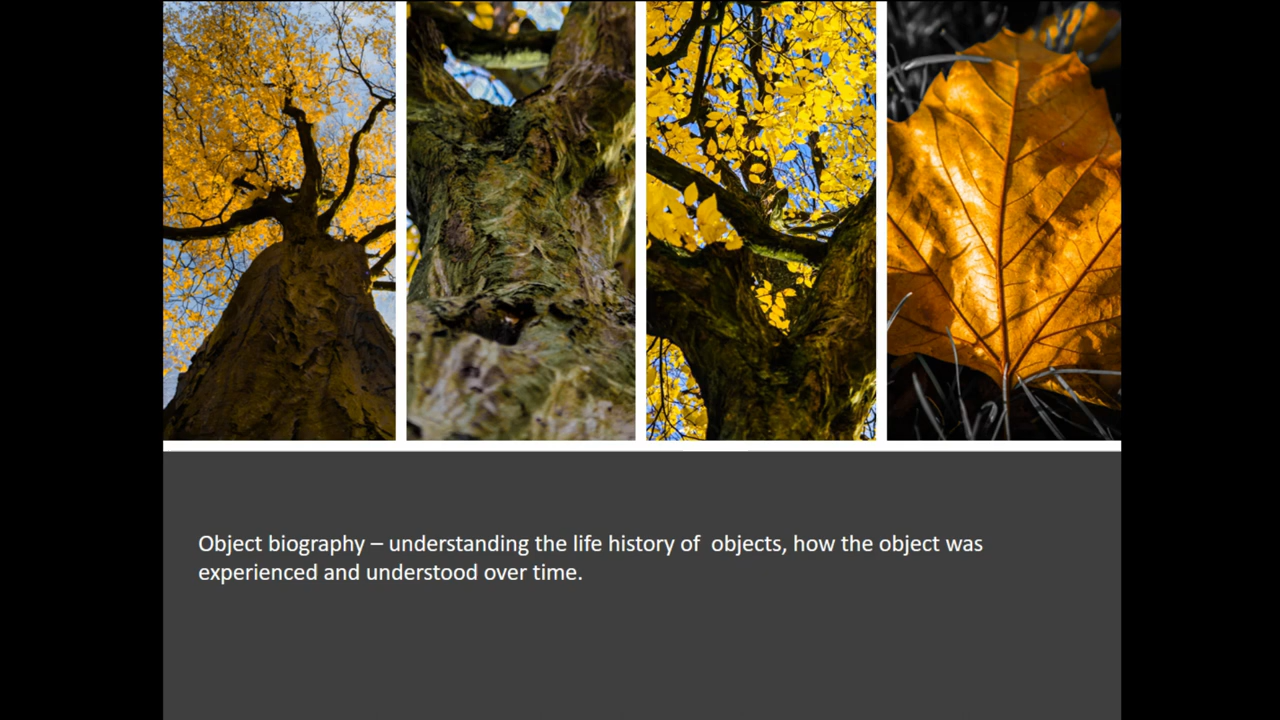 Object biography – understanding the life history of  objects, how the object was
experienced and understood over time.